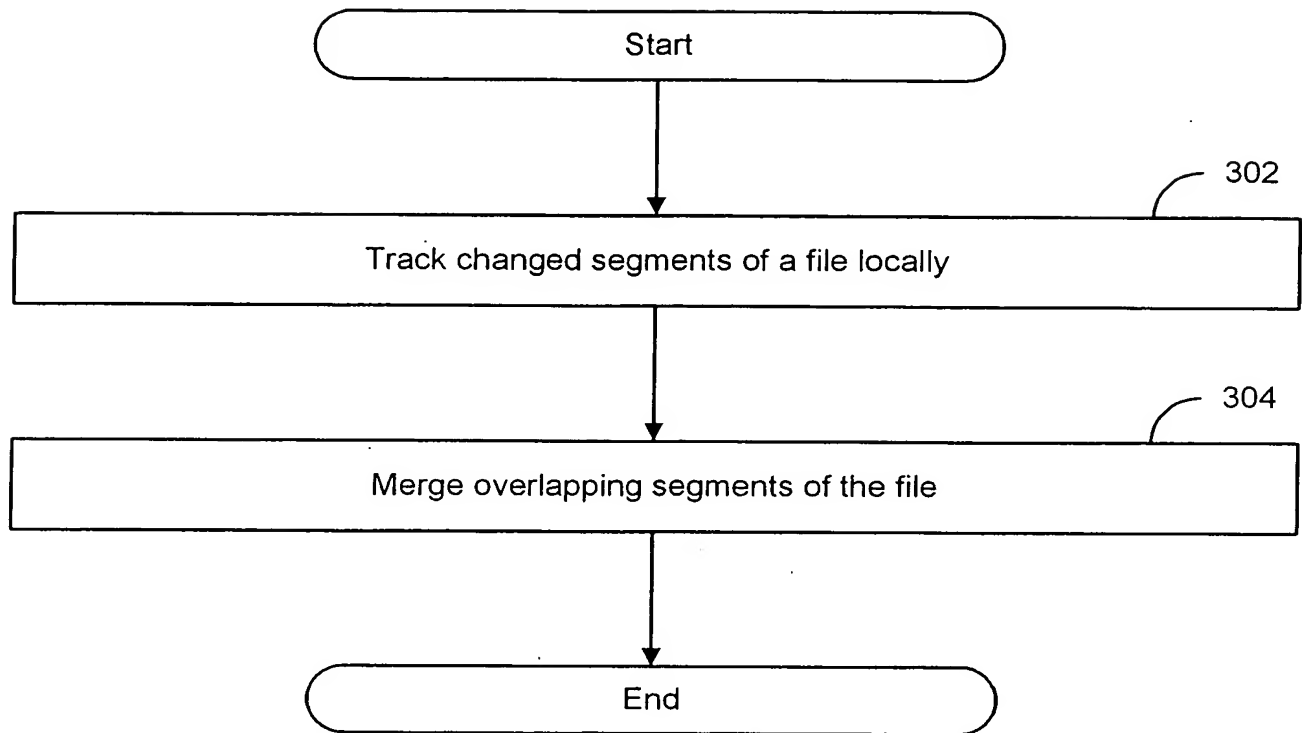 Start
302
Track changed segments of a file locally
304
Merge overlapping segments of the file
End